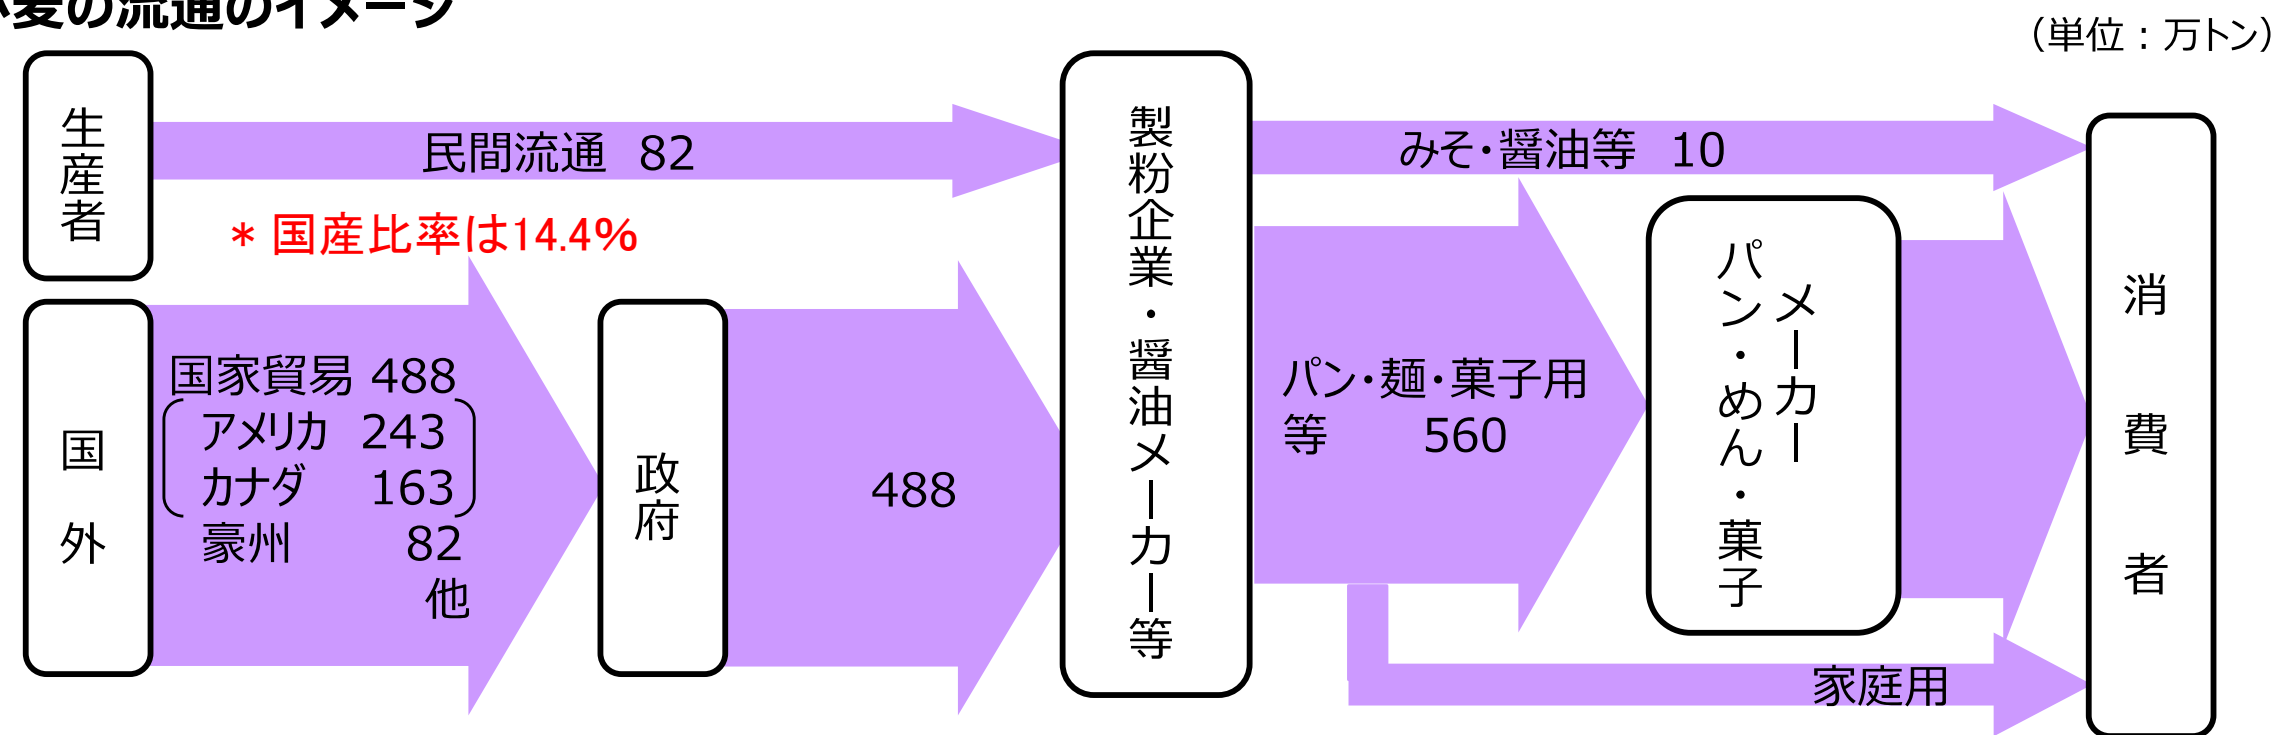 小麦の流通のイメージ
（単位：万トン）
生産者
民間流通 82
* 国産比率は14.4%
国外
国家貿易 488
アメリカ 243
カナダ 163
豪州 82
他
政府
488
製粉企業・醤油メーカー等
みそ・醤油等 10
パン・麺・菓子用
等 560
パン・めん・菓子
メーカー
家庭用
消費者